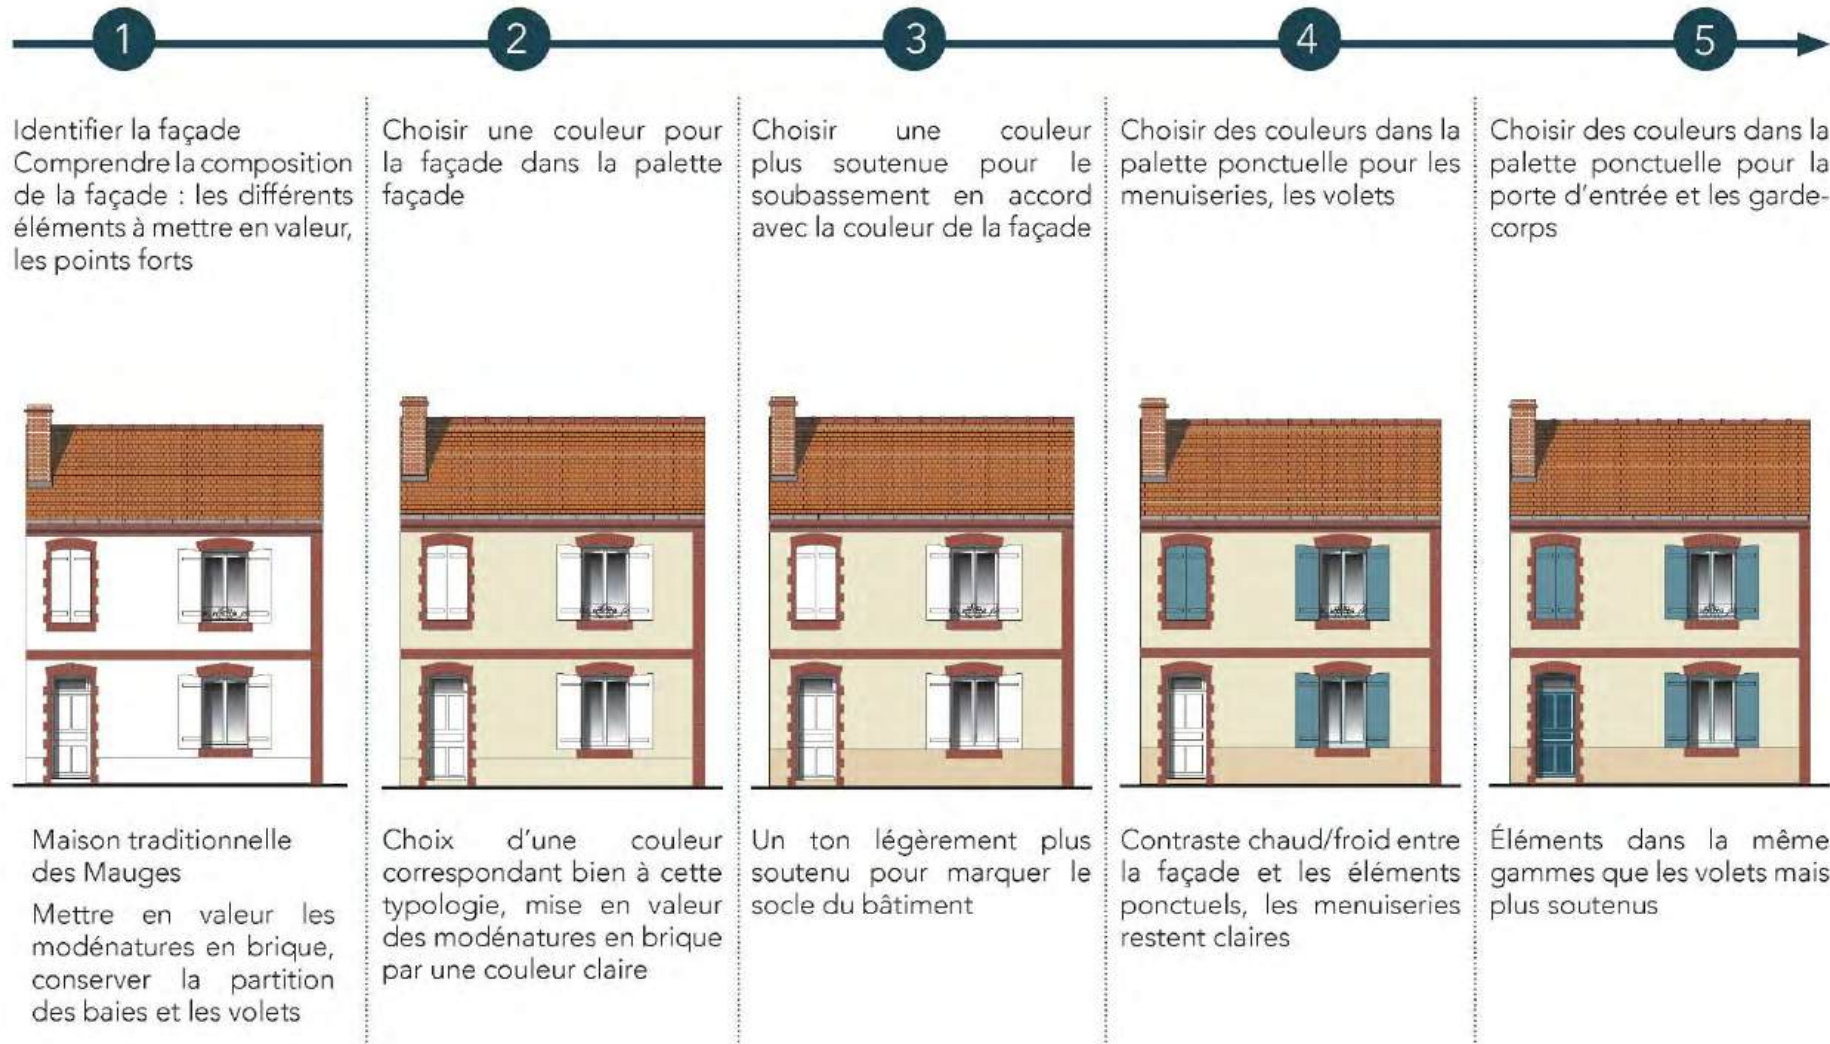 1
2
3
4
5
Identifier la façade
Comprendre la composition
de la façade : les différents
éléments à mettre en valeur,
les points forts
Choisir une couleur pour
la façade dans la palette
façade
Choisir une couleur
plus soutenue pour le
soubassement en accord
avec la couleur de la façade
Choisir des couleurs dans la
palette ponctuelle pour les
menuiseries, les volets
Choisir des couleurs dans la
palette ponctuelle pour la
porte d'entrée et les garde-
corps
Maison traditionnelle
des Mauges
Mettre en valeur les
modénatures en brique,
conserver la partition
des baies et les volets
Choix d'une couleur
correspondant bien à cette
typologie, mise en valeur
des modénatures en brique
par une couleur claire
Un ton légèrement plus
soutenu pour marquer le
socle du bâtiment
Contraste chaud/froid entre
la façade et les éléments
ponctuels, les menuiseries
restent claires
Éléments dans la même
gammes que les volets mais
plus soutenus